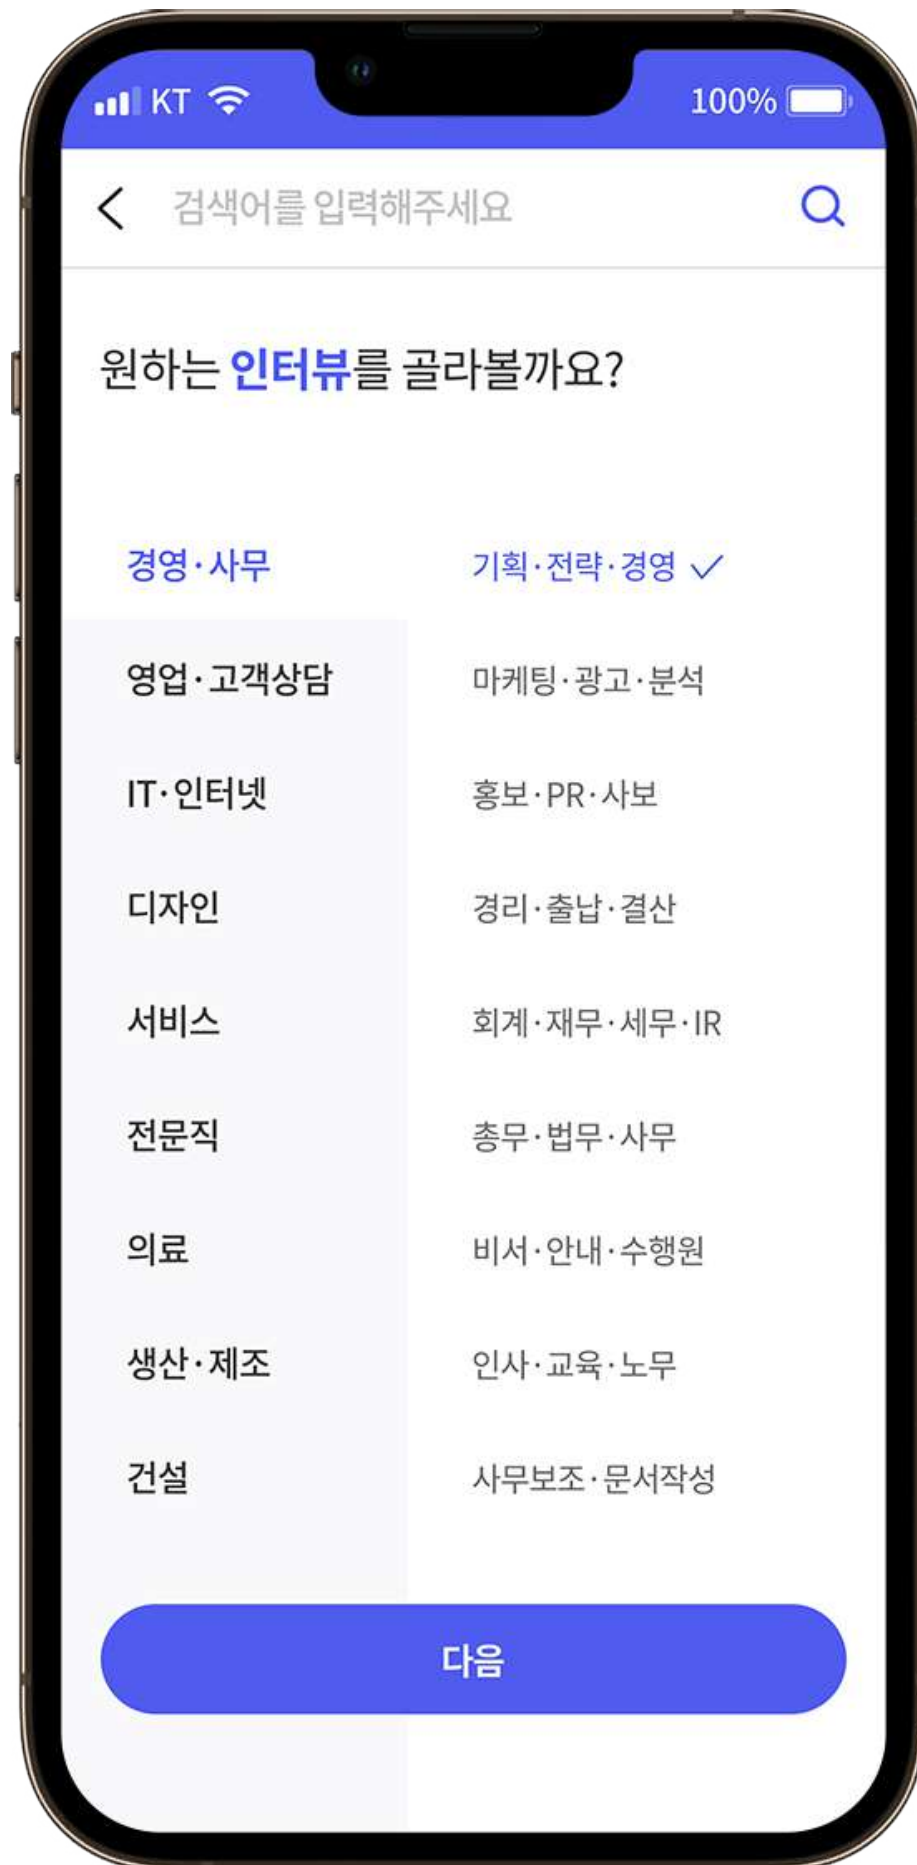 KT 100%
검색어를 입력해주세요
원하는 인터뷰를 골라볼까요?
경영·사무 기획·전략·경영
영업·고객상담 마케팅·광고·분석
IT·인터넷 홍보·PR·사보
디자인 경리·출납·결산
서비스 회계·재무·세무·IR
전문직 총무·법무·사무
의료 비서·안내·수행원
생산·제조 인사·교육·노무
건설 사무보조·문서작성
다음